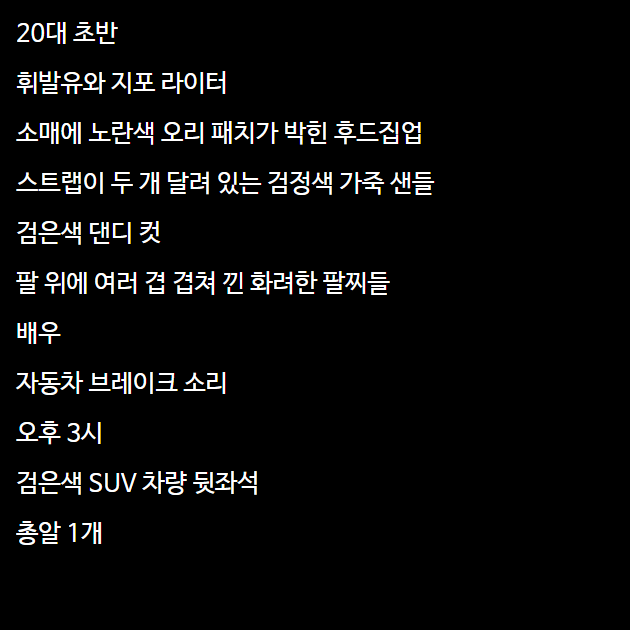 20대 초반
휘발유와 지포 라이터
소매에 노란색 오리 패치가 박힌 후드집업
스트랩이 두 개 달려 있는 검정색 가죽 샌들
검은색 댄디 컷
팔 위에 여러 겹 겹쳐 낀 화려한 팔찌들
배우
자동차 브레이크 소리
오후 3시
검은색 SUV 차량 뒷좌석
총알 1개